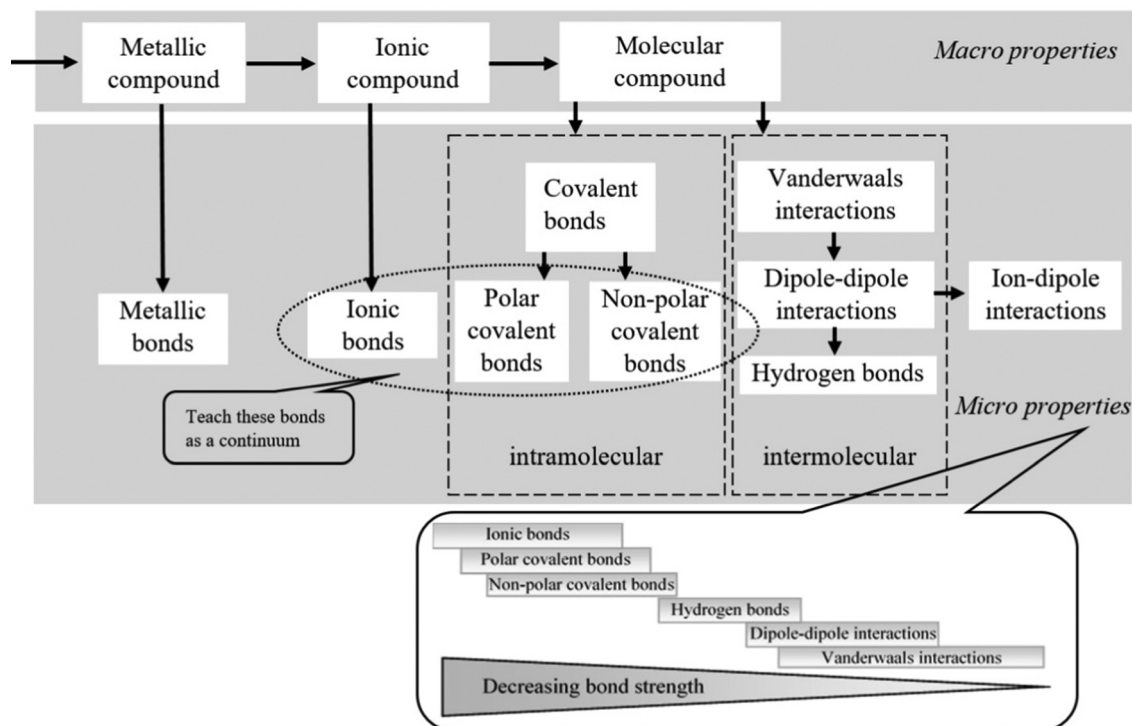 Metallic
compound
Ionic
compound
Molecular
compound
Macro properties
Covalent
bonds
Vanderwaals
interactions
Metallic
bonds
Ionic
bonds
Polar
covalent
bonds
Non-polar
covalent
bonds
Dipole-dipole
interactions
Ion-dipole
interactions
Hydrogen bonds
Teach these bonds
as a continuum
Micro properties
intramolecular
intermolecular
Ionic bonds
Polar covalent bonds
Non-polar covalent bonds
Hydrogen bonds
Dipole-dipole interactions
Vanderwaals interactions
Decreasing bond strength